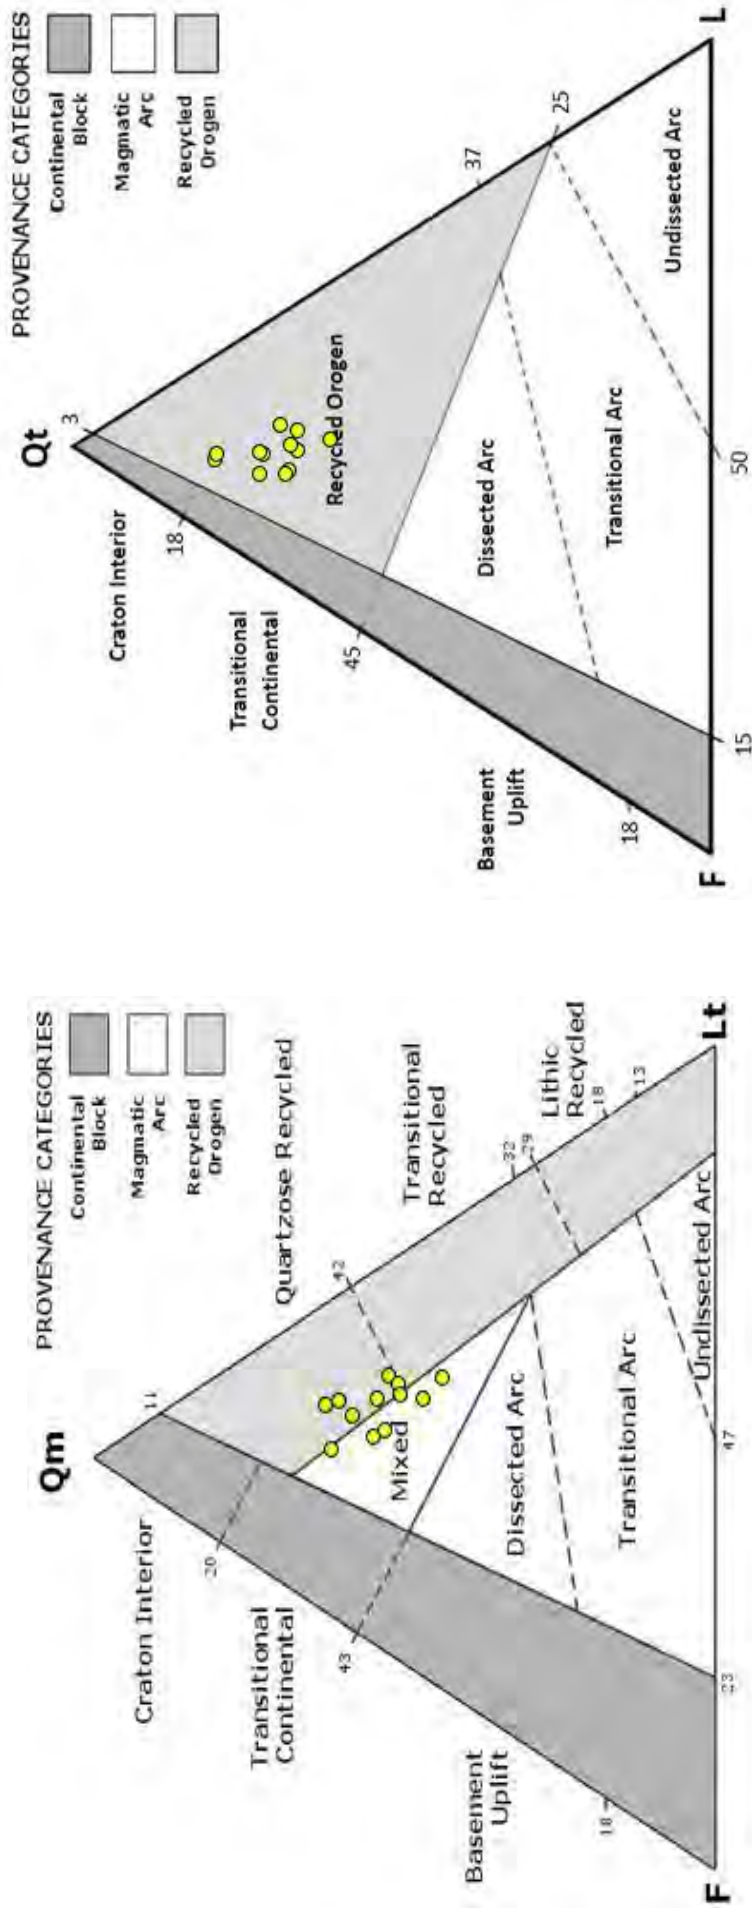 PROVENANCE CATEGORIES
Continental
Block
Magmatic
Arc
Recycled
Orogen
Qm
11
Craton Interior
20
Quartzose Recycled
42
Transitional
Continental
43
Transitional
Recycled
Mixed
32
29
Lithic
Recycled
18
13
Dissected Arc
Basement
Uplift
18
Transitional Arc
Undissected Arc
F
23
47
Lt
PROVENANCE CATEGORIES
Continental
Block
Magmatic
Arc
Recycled
Orogen
Qt
3
Craton Interior
18
Transitional
Continental
45
Recycled Orogen
37
25
Dissected Arc
Basement
Uplift
18
Transitional Arc
Undissected Arc
F
15
50
L